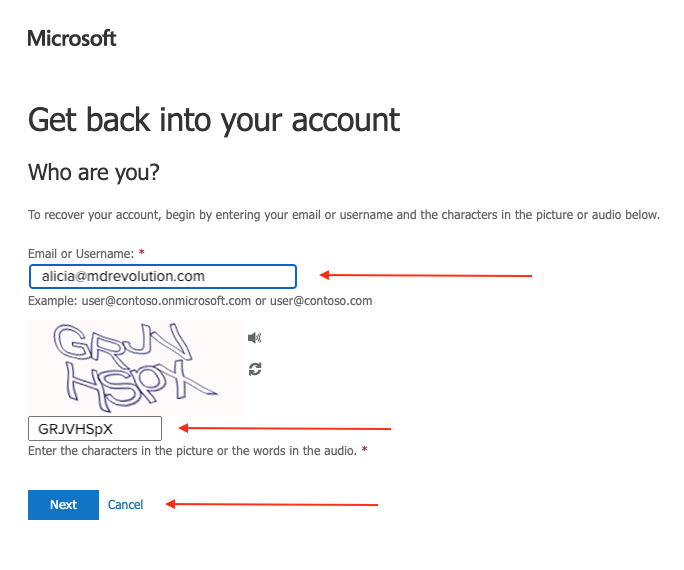 Microsoft
Get back into your account
Who are you?
To recover your account, begin by entering your email or username and the characters in the picture or audio below.
Email or Username: *
alicia@mdrevolution.com
Example: user@contoso.onmicrosoft.com or user@contoso.com
GRJV
HSpX
GRJVHSpX
Enter the characters in the picture or the words in the audio. *
Next Cancel